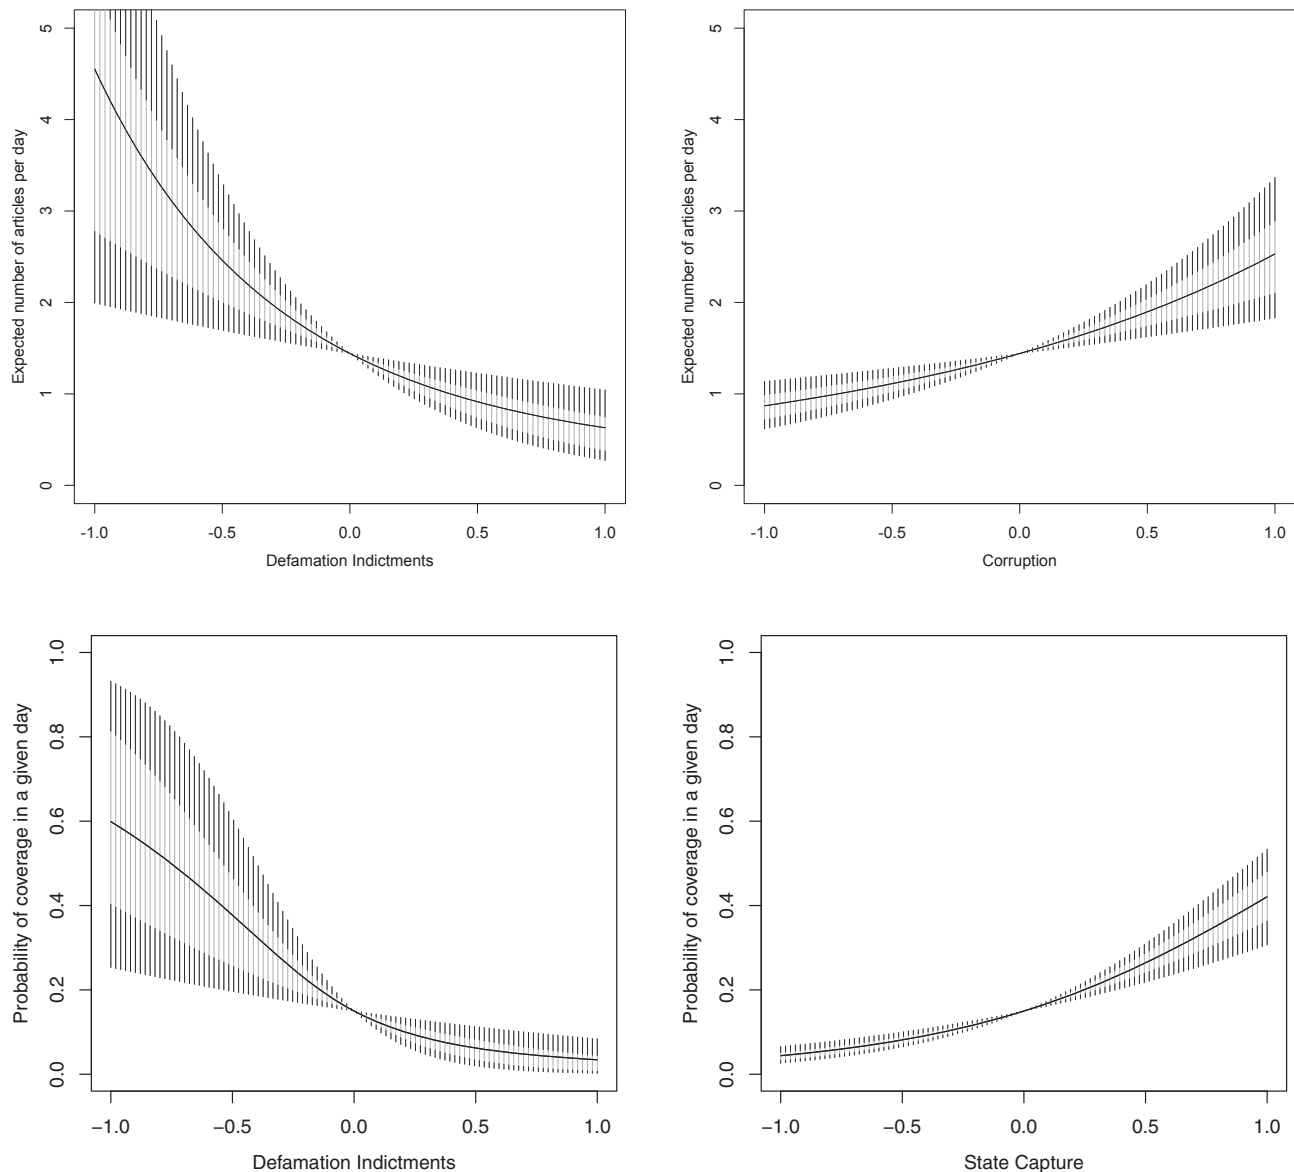 Expected number of articles per day
5
4
3
2
1
0
-1.0 -0.5 0.0 0.5 1.0
Defamation Indictments
Expected number of articles per day
5
4
3
2
1
0
-1.0 -0.5 0.0 0.5 1.0
Corruption
Probability of coverage in a given day
1.0
0.8
0.6
0.4
0.2
0.0
−1.0 −0.5 0.0 0.5 1.0
Defamation Indictments
Probability of coverage in a given day
1.0
0.8
0.6
0.4
0.2
0.0
−1.0 −0.5 0.0 0.5 1.0
State Capture